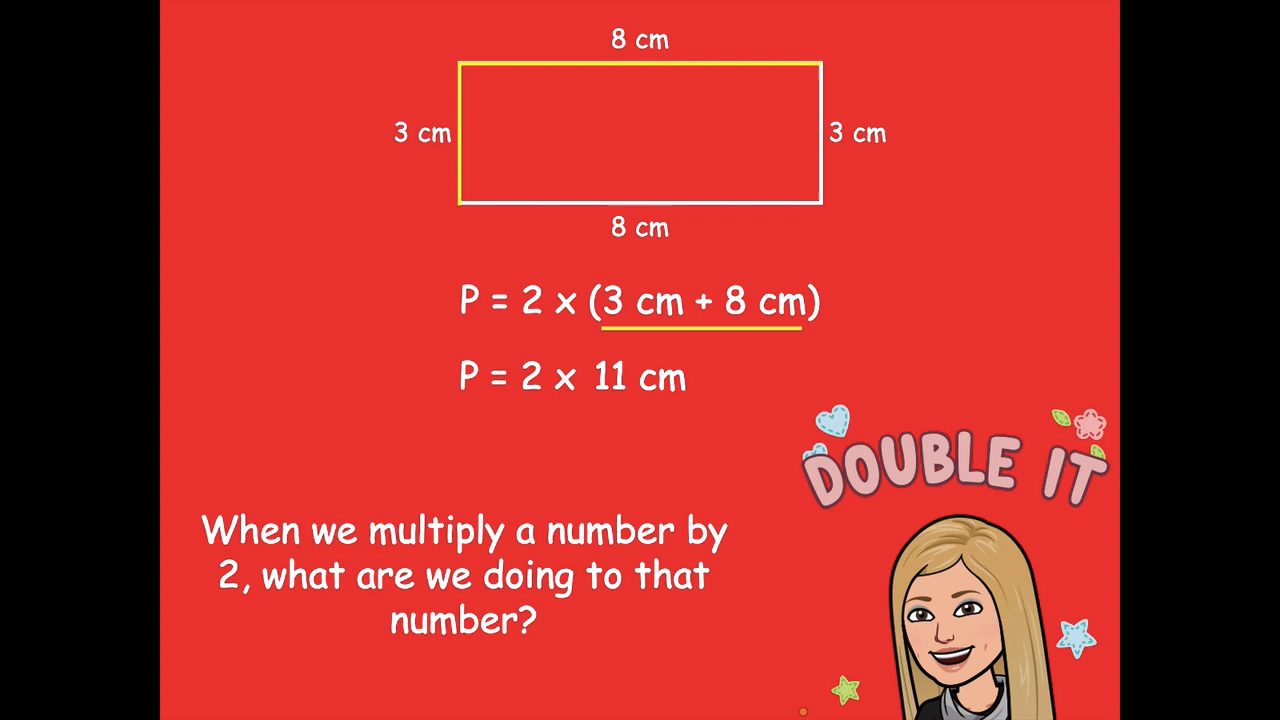 8 cm
3 cm
3 cm
8 cm
P = 2 x (3 cm + 8 cm)
P = 2 x 11 cm
DOUBLE IT
When we multiply a number by
2, what are we doing to that
number?